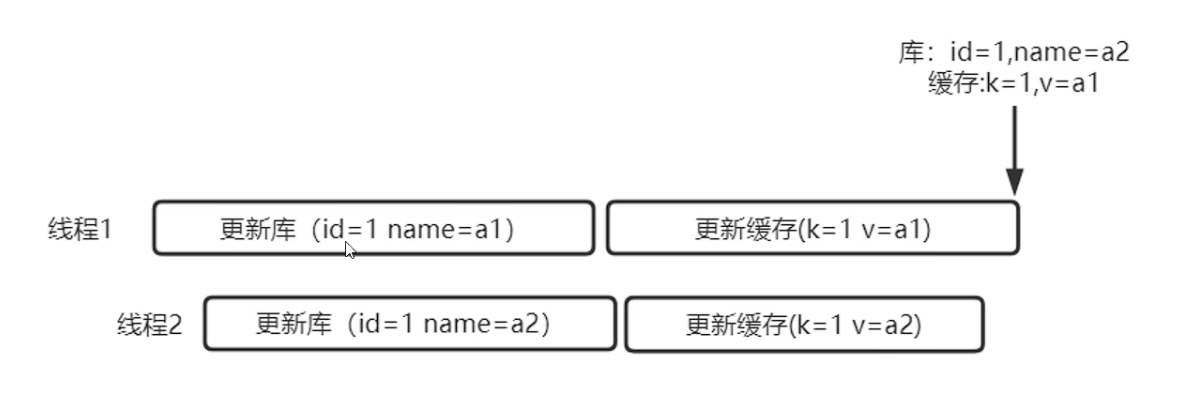 库：id=1,name=a2
缓存:k=1,v=a1
线程1
更新库（id=1 name=a1）
更新缓存(k=1 v=a1)
线程2
更新库（id=1 name=a2）
更新缓存(k=1 v=a2)